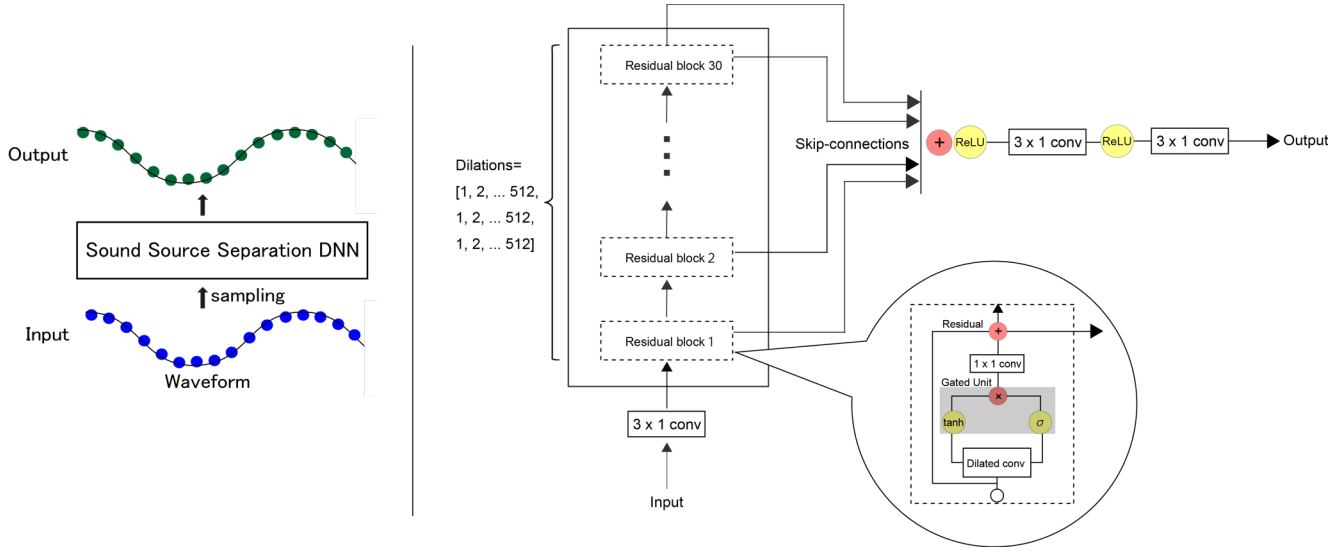 Output
Sound Source Separation DNN
sampling
Input
Waveform
Dilations=
[1, 2, ... 512,
1, 2, ... 512,
1, 2, ... 512]
Residual block 30
Residual block 2
Residual block 1
3 x 1 conv
Input
Skip-connections
+
ReLU
3 x 1 conv
ReLU
3 x 1 conv
Output
Residual
+
1 x 1 conv
Gated Unit
×
tanh
σ
Dilated conv